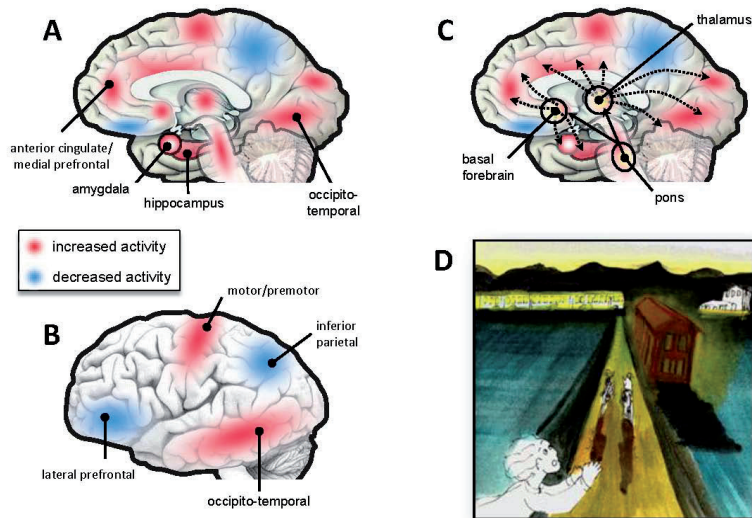 A
anterior cingulate/
medial prefrontal
amygdala
hippocampus
occipito-
temporal
increased activity
decreased activity
B
motor/premotor
inferior
parietal
lateral prefrontal
occipito-temporal
C
thalamus
basal
forebrain
pons
D